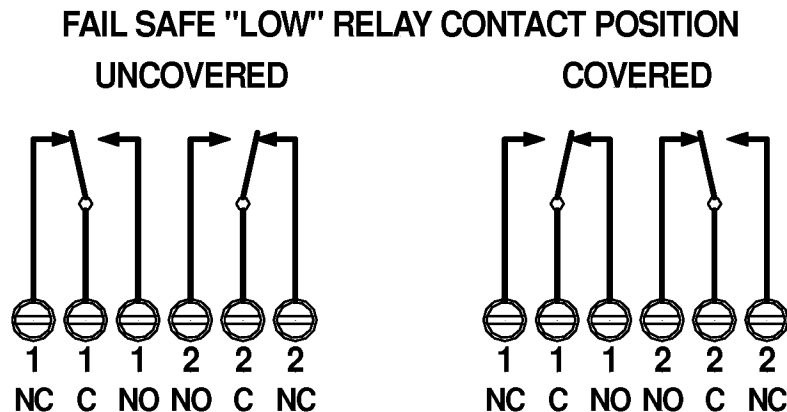 FAIL SAFE "LOW" RELAY CONTACT POSITION
UNCOVERED COVERED
1 1 1 2 2 2 1 1 1 2 2 2
NC C NO NO C NC NC C NO NO C NC